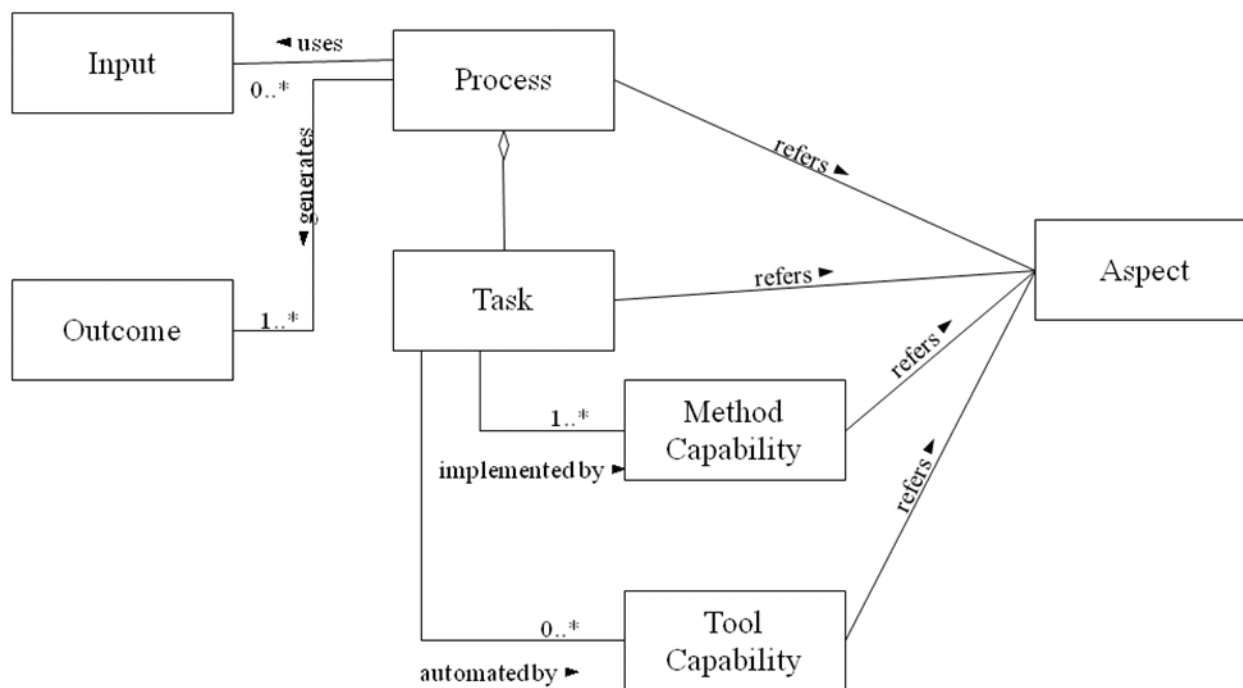 Input
◄ uses
0..*
Process
◄ generates
refers ►
Aspect
Outcome
1..*
Task
refers ►
1..*
Method
Capability
implemented by ►
refers ►
refers ►
0..*
Tool
Capability
automated by ►